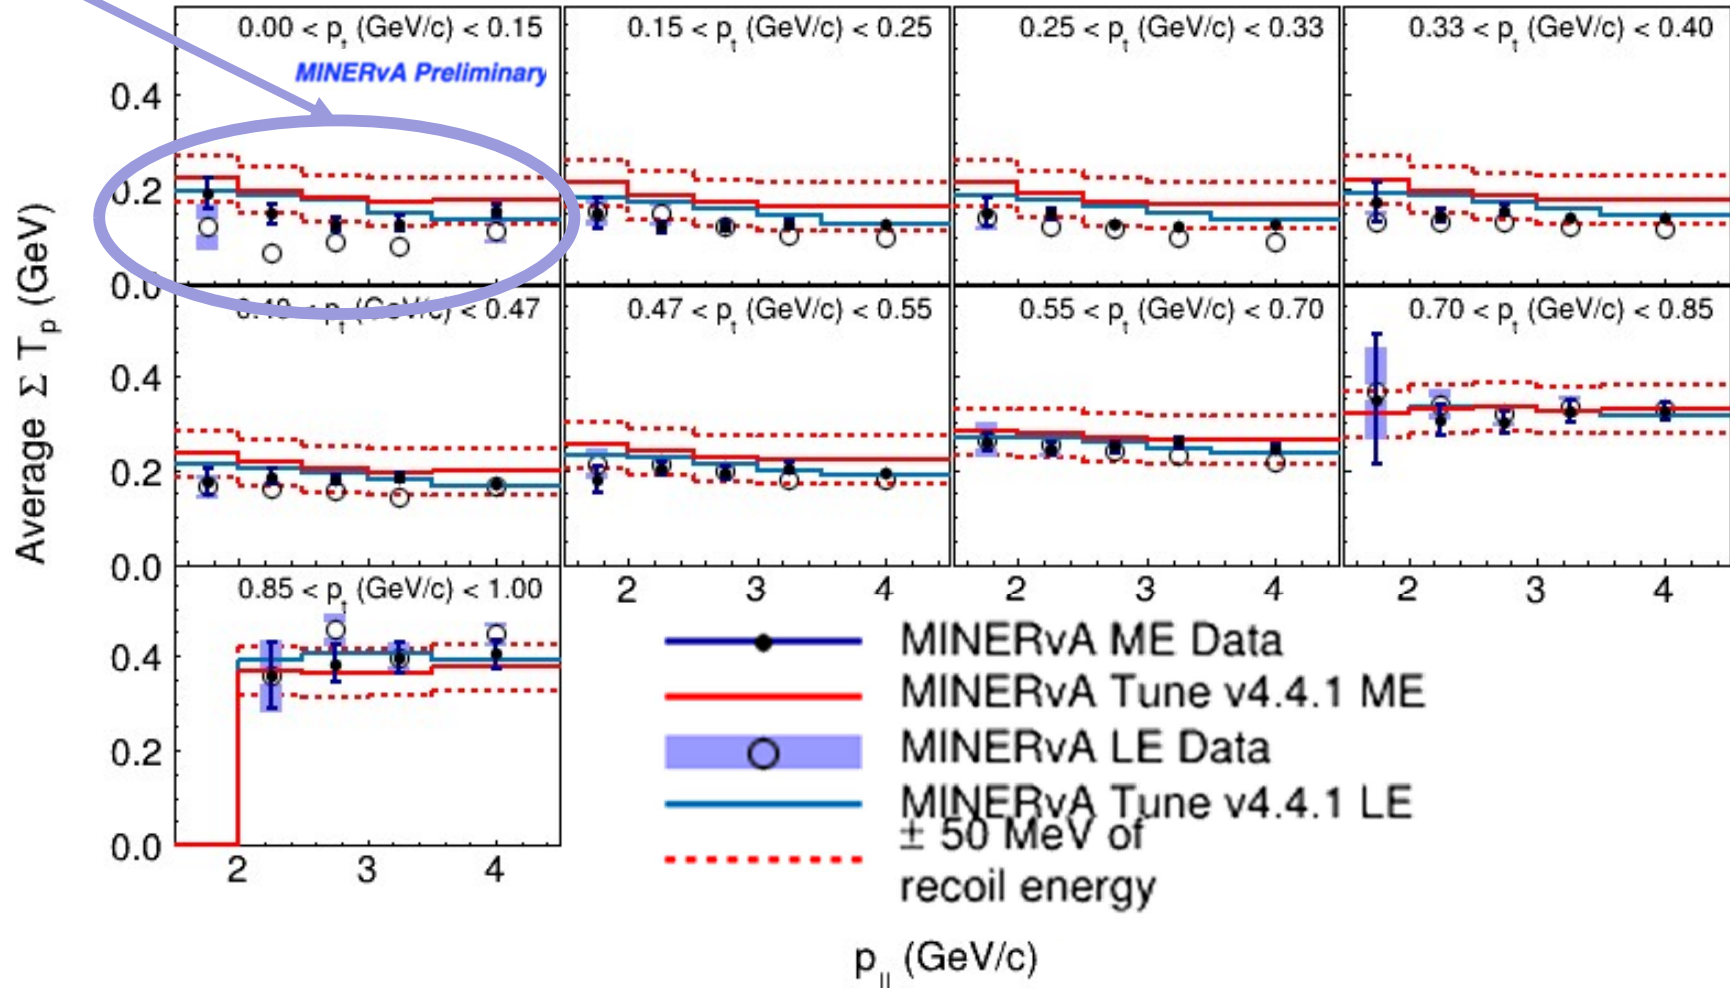 0.00 < pt (GeV/c) < 0.15
0.15 < pt (GeV/c) < 0.25
0.25 < pt (GeV/c) < 0.33
0.33 < pt (GeV/c) < 0.40
MINERvA Preliminary
0.4
0.2
0.0
0.40 < pt (GeV/c) < 0.47
0.47 < pt (GeV/c) < 0.55
0.55 < pt (GeV/c) < 0.70
0.70 < pt (GeV/c) < 0.85
0.4
0.2
0.0
Average Σ Tp (GeV)
0.85 < pt (GeV/c) < 1.00
2 3 4
2 3 4
2 3 4
0.4
0.2
0.0
2 3 4
MINERvA ME Data
MINERvA Tune v4.4.1 ME
MINERvA LE Data
MINERvA Tune v4.4.1 LE
± 50 MeV of
recoil energy
p|| (GeV/c)